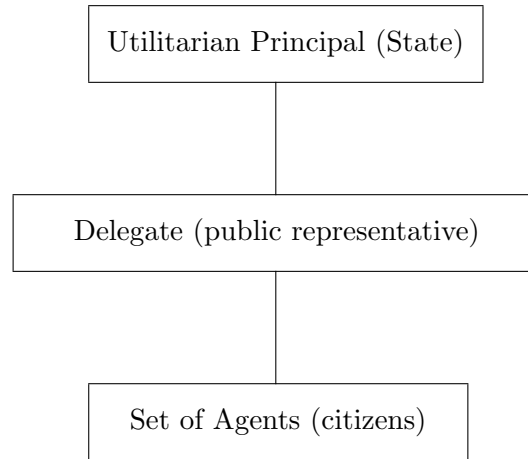 Utilitarian Principal (State)
Delegate (public representative)
Set of Agents (citizens)